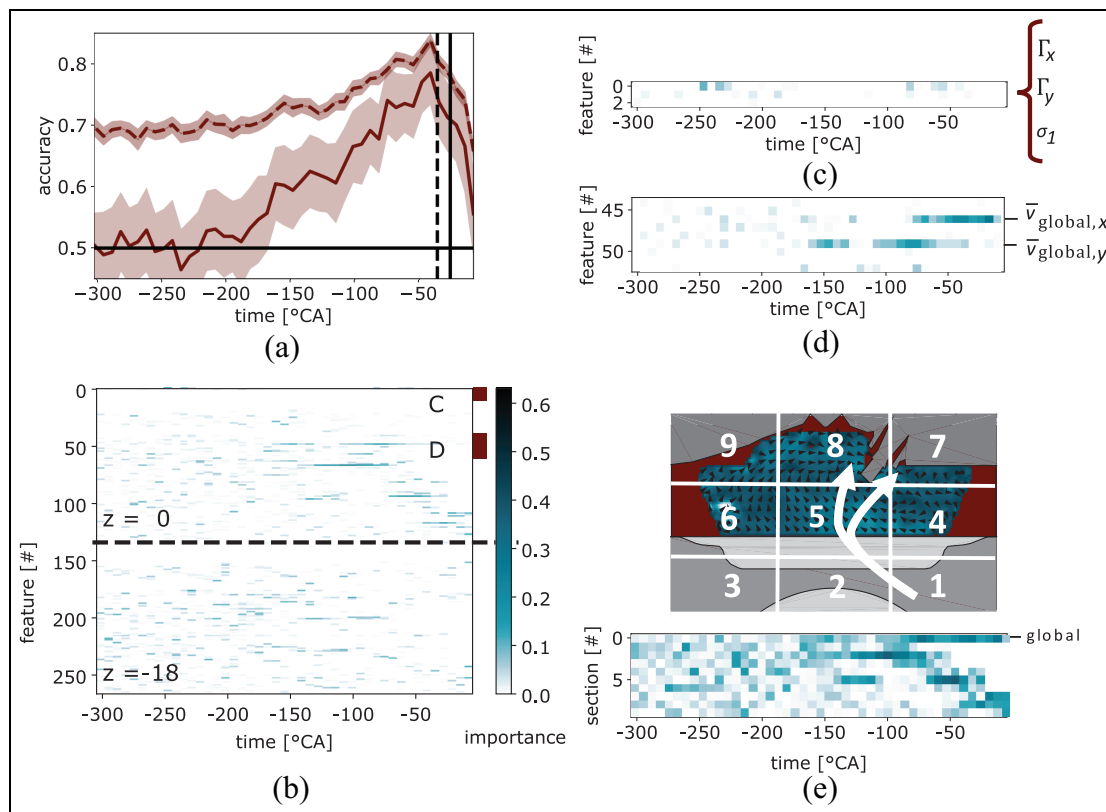 accuracy
0.8
0.7
0.6
0.5
-300 -250 -200 -150 -100 -50
time [°CA]
(a)
feature [#]
0
2
-300 -250 -200 -150 -100 -50
time [°CA]
(c)
Γx
Γy
σ1
feature [#]
45
50
v̄global,x
v̄global,y
-300 -250 -200 -150 -100 -50
time [°CA]
(d)
feature [#]
0
50
100
150
200
250
C
D
z = 0
z =-18
-300 -250 -200 -150 -100 -50
time [°CA]
0.6
0.5
0.4
0.3
0.2
0.1
0.0
importance
(b)
9 8 7
6 5 4
3 2 1
section [#]
0
5
global
-300 -250 -200 -150 -100 -50
time [°CA]
(e)